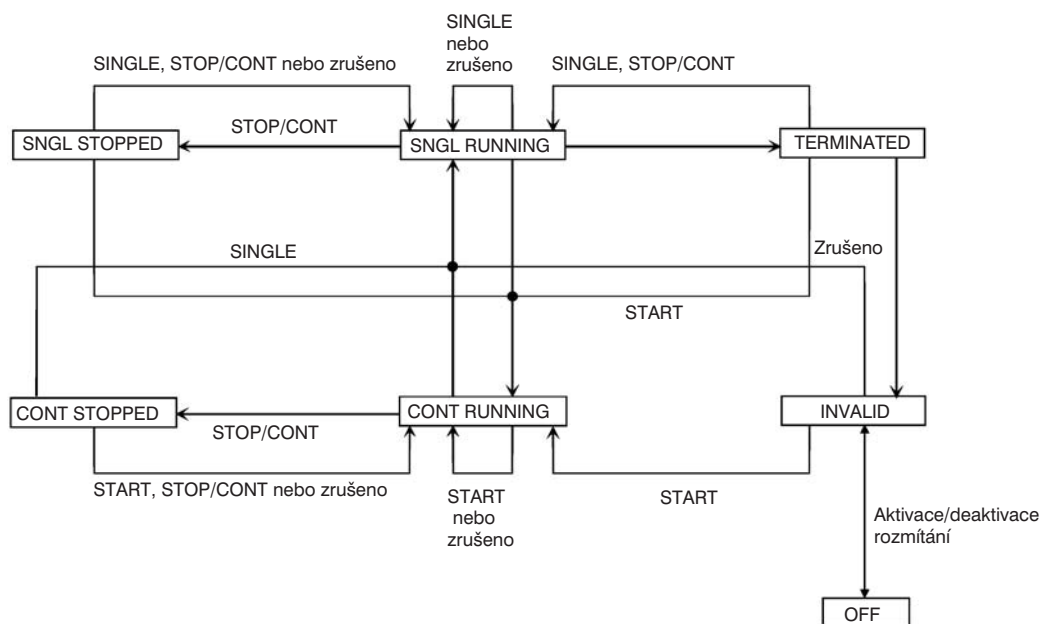 SINGLE
nebo
zrušeno
SINGLE, STOP/CONT nebo zrušeno
SINGLE, STOP/CONT
STOP/CONT
SNGL STOPPED
SNGL RUNNING
TERMINATED
SINGLE
Zrušeno
START
CONT STOPPED
CONT RUNNING
INVALID
STOP/CONT
START, STOP/CONT nebo zrušeno
START
nebo
zrušeno
START
Aktivace/deaktivace
rozmítání
OFF